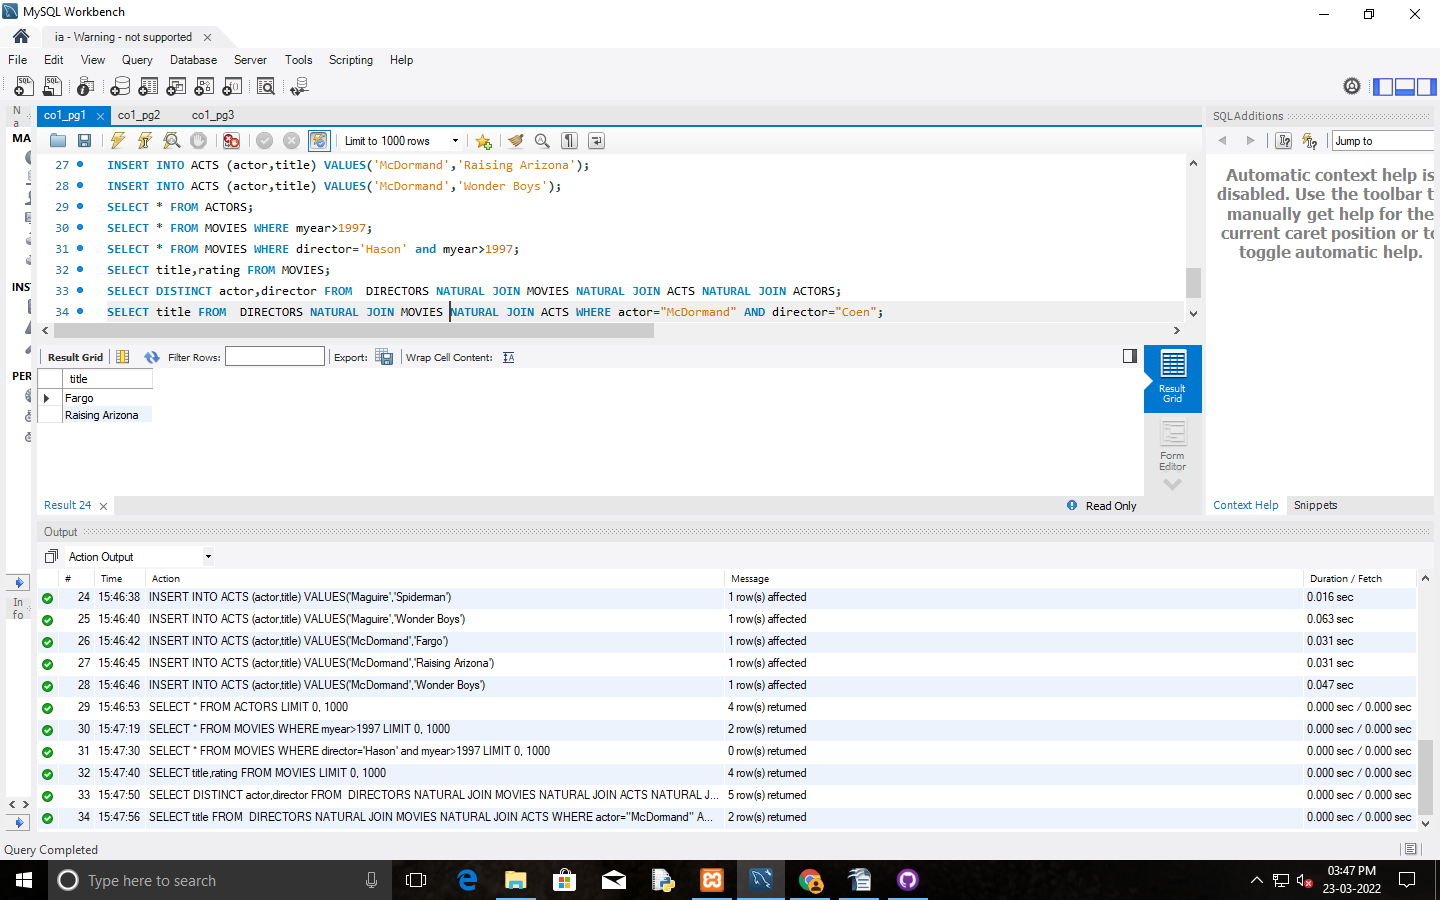 MySQL Workbench
ia - Warning - not supported
File Edit View Query Database Server Tools Scripting Help
N
a
co1_pg1 co1_pg2 co1_pg3
SQLAdditions
MA
Limit to 1000 rows
Jump to
27 INSERT INTO ACTS (actor,title) VALUES('McDormand','Raising Arizona');
28 INSERT INTO ACTS (actor,title) VALUES('McDormand','Wonder Boys');
29 SELECT * FROM ACTORS;
30 SELECT * FROM MOVIES WHERE myear>1997;
31 SELECT * FROM MOVIES WHERE director='Hason' and myear>1997;
32 SELECT title,rating FROM MOVIES;
33 SELECT DISTINCT actor,director FROM  DIRECTORS NATURAL JOIN MOVIES NATURAL JOIN ACTS NATURAL JOIN ACTORS;
34 SELECT title FROM  DIRECTORS NATURAL JOIN MOVIES NATURAL JOIN ACTS WHERE actor="McDormand" AND director="Coen";
Automatic context help is
disabled. Use the toolbar t
manually get help for the
current caret position or to
toggle automatic help.
INS
PER
Result Grid Filter Rows: Export: Wrap Cell Content:
title
Fargo
Raising Arizona
Result
Grid
Form
Editor
Result 24
Read Only
Context Help Snippets
Output
Action Output
# Time Action Message Duration / Fetch
24 15:46:38 INSERT INTO ACTS (actor,title) VALUES('Maguire','Spiderman') 1 row(s) affected 0.016 sec
25 15:46:40 INSERT INTO ACTS (actor,title) VALUES('Maguire','Wonder Boys') 1 row(s) affected 0.063 sec
26 15:46:42 INSERT INTO ACTS (actor,title) VALUES('McDormand','Fargo') 1 row(s) affected 0.031 sec
27 15:46:45 INSERT INTO ACTS (actor,title) VALUES('McDormand','Raising Arizona') 1 row(s) affected 0.031 sec
28 15:46:46 INSERT INTO ACTS (actor,title) VALUES('McDormand','Wonder Boys') 1 row(s) affected 0.047 sec
29 15:46:53 SELECT * FROM ACTORS LIMIT 0, 1000 4 row(s) returned 0.000 sec / 0.000 sec
30 15:47:19 SELECT * FROM MOVIES WHERE myear>1997 LIMIT 0, 1000 2 row(s) returned 0.000 sec / 0.000 sec
31 15:47:30 SELECT * FROM MOVIES WHERE director='Hason' and myear>1997 LIMIT 0, 1000 0 row(s) returned 0.000 sec / 0.000 sec
32 15:47:40 SELECT title,rating FROM MOVIES LIMIT 0, 1000 4 row(s) returned 0.000 sec / 0.000 sec
33 15:47:50 SELECT DISTINCT actor,director FROM  DIRECTORS NATURAL JOIN MOVIES NATURAL JOIN ACTS NATURAL J... 5 row(s) returned 0.000 sec / 0.000 sec
34 15:47:56 SELECT title FROM  DIRECTORS NATURAL JOIN MOVIES NATURAL JOIN ACTS WHERE actor="McDormand" A... 2 row(s) returned 0.000 sec / 0.000 sec
In
fo
Query Completed
Type here to search
03:47 PM
23-03-2022